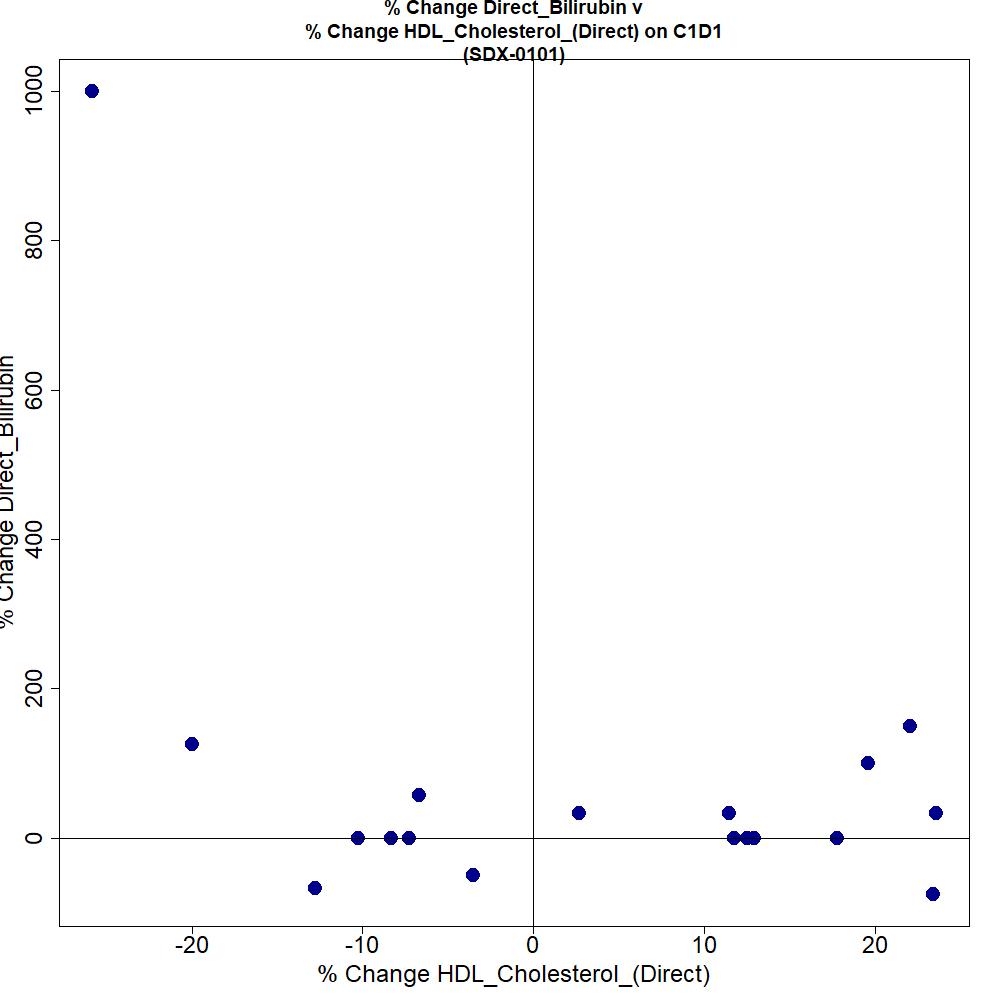 % Change Direct_Bilirubin v
% Change HDL_Cholesterol_(Direct) on C1D1
(SDX-0101)
1000
800
600
400
200
0
% Change Direct_Bilirubin
-20
-10
0
10
20
% Change HDL_Cholesterol_(Direct)